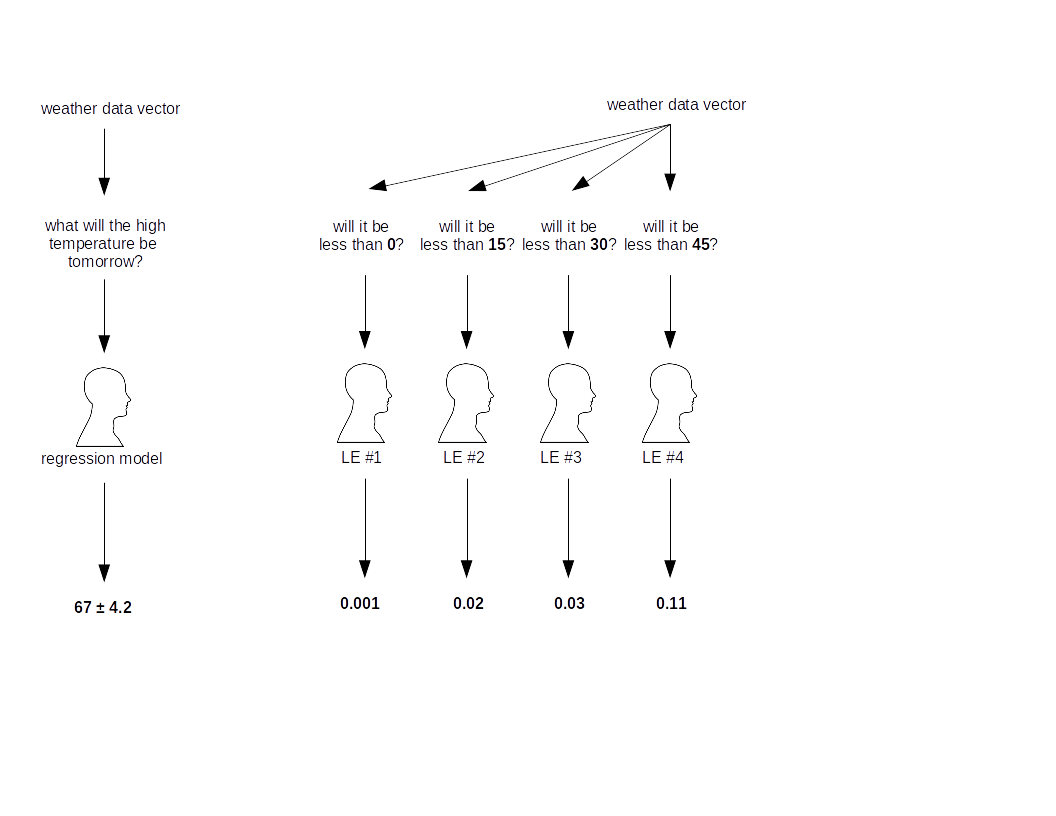 weather data vector
what will the high
temperature be
tomorrow?
regression model
67 ± 4.2
weather data vector
will it be
less than 0?
will it be
less than 15?
will it be
less than 30?
will it be
less than 45?
LE #1
LE #2
LE #3
LE #4
0.001
0.02
0.03
0.11